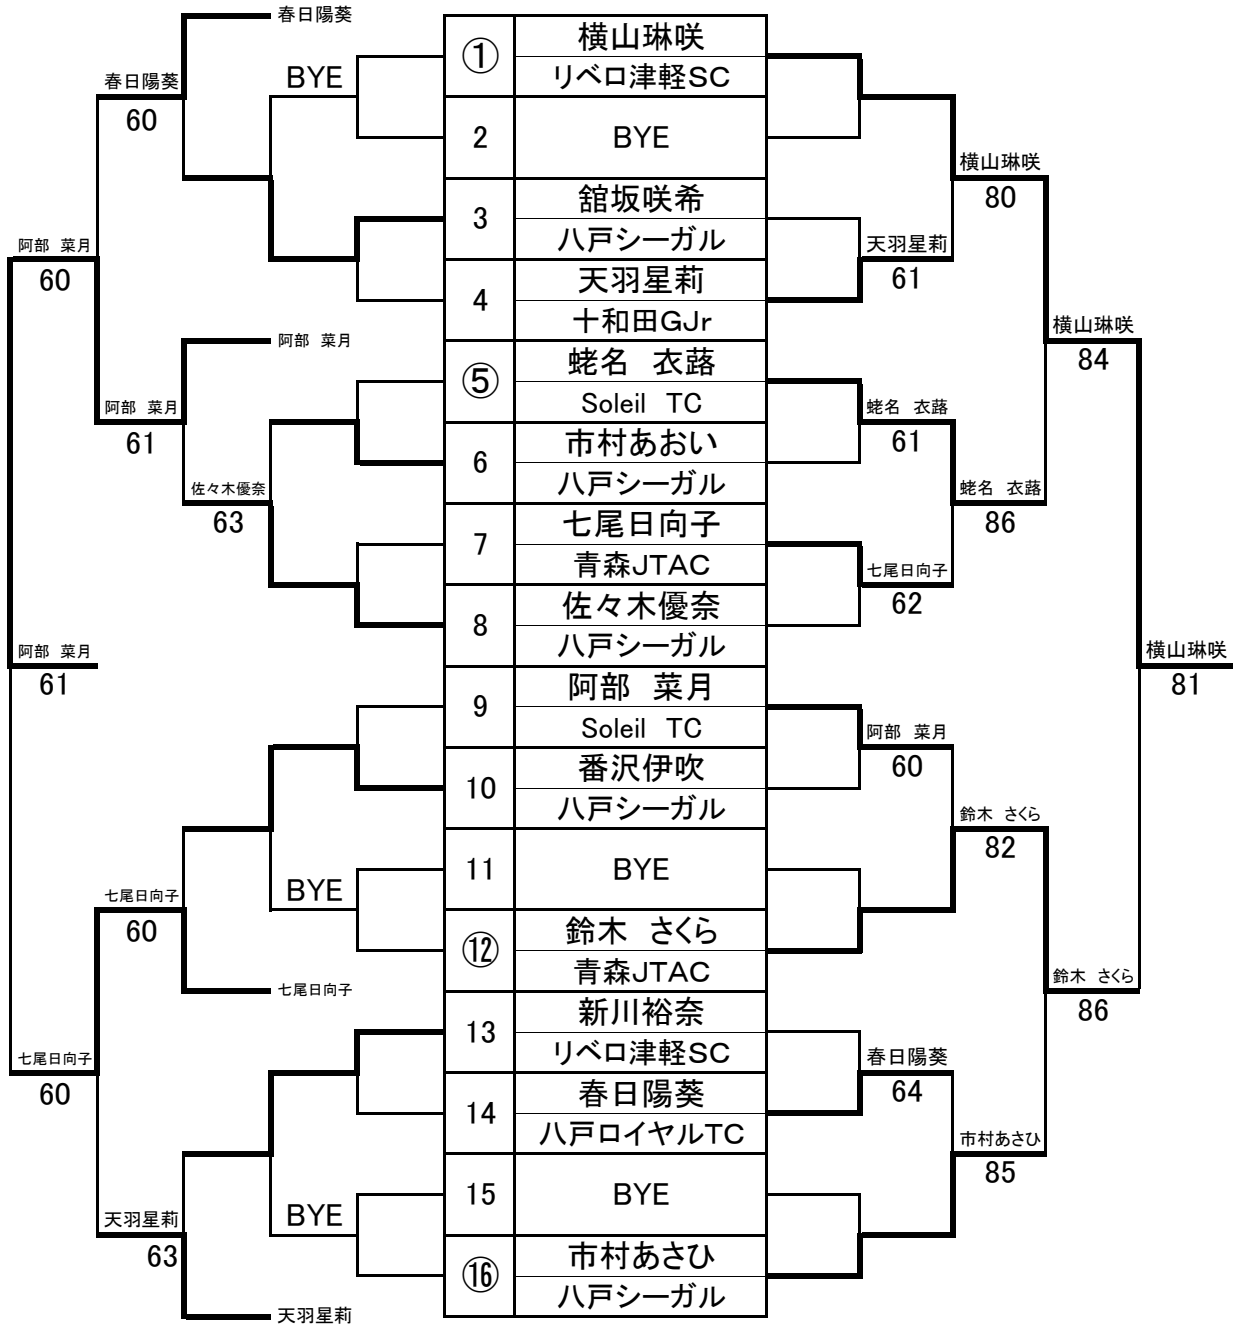 春日陽葵
春日陽葵
60
BYE
阿部 菜月
60
阿部 菜月
阿部 菜月
61
佐々木優奈
63
阿部 菜月
61
七尾日向子
60
BYE
七尾日向子
七尾日向子
60
天羽星莉
63
BYE
天羽星莉
① 横山琳咲
リベロ津軽SC
2 BYE
3 舘坂咲希
八戸シーガル
4 天羽星莉
十和田GJr
⑤ 蛯名 衣蕗
Soleil TC
6 市村あおい
八戸シーガル
7 七尾日向子
青森JTAC
8 佐々木優奈
八戸シーガル
9 阿部 菜月
Soleil TC
10 番沢伊吹
八戸シーガル
11 BYE
⑫ 鈴木 さくら
青森JTAC
13 新川裕奈
リベロ津軽SC
14 春日陽葵
八戸ロイヤルTC
15 BYE
⑯ 市村あさひ
八戸シーガル
天羽星莉
61
蛯名 衣蕗
61
七尾日向子
62
阿部 菜月
60
春日陽葵
64
横山琳咲
80
蛯名 衣蕗
86
鈴木 さくら
82
市村あさひ
85
横山琳咲
84
鈴木 さくら
86
横山琳咲
81